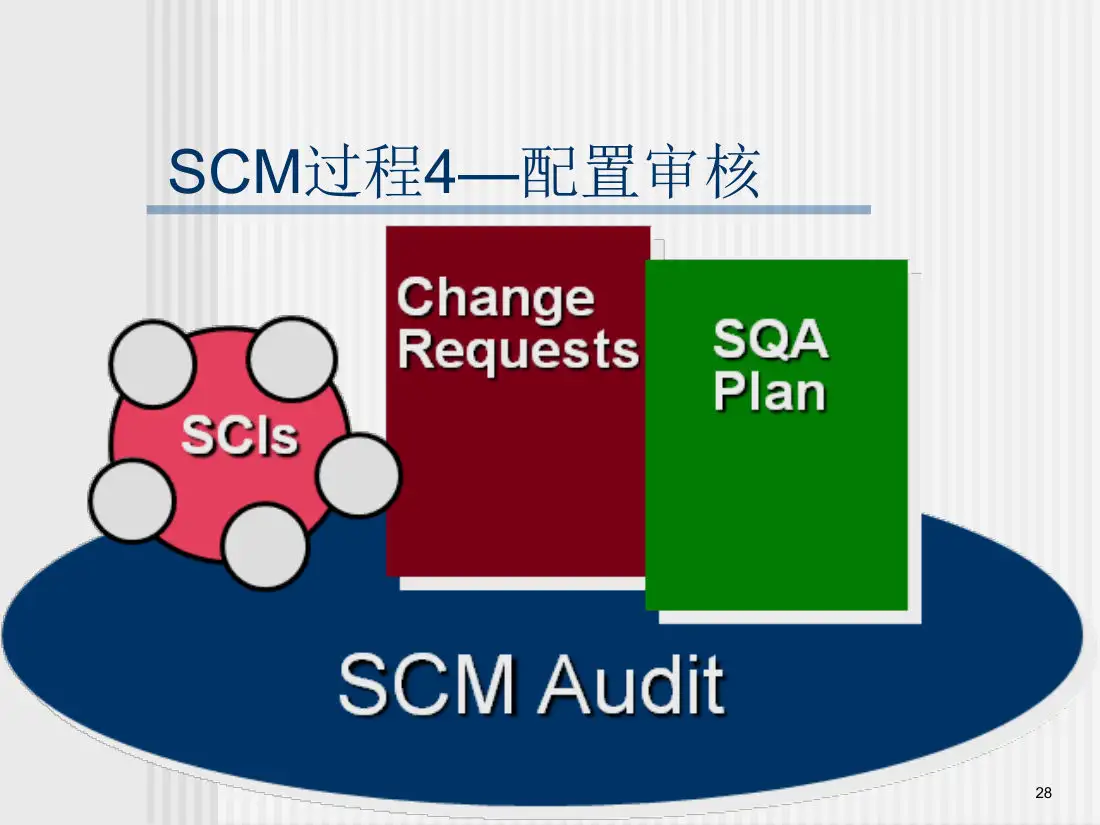 SCM过程4—配置审核
Change
Requests
SQA
Plan
SCIs
SCM Audit
28